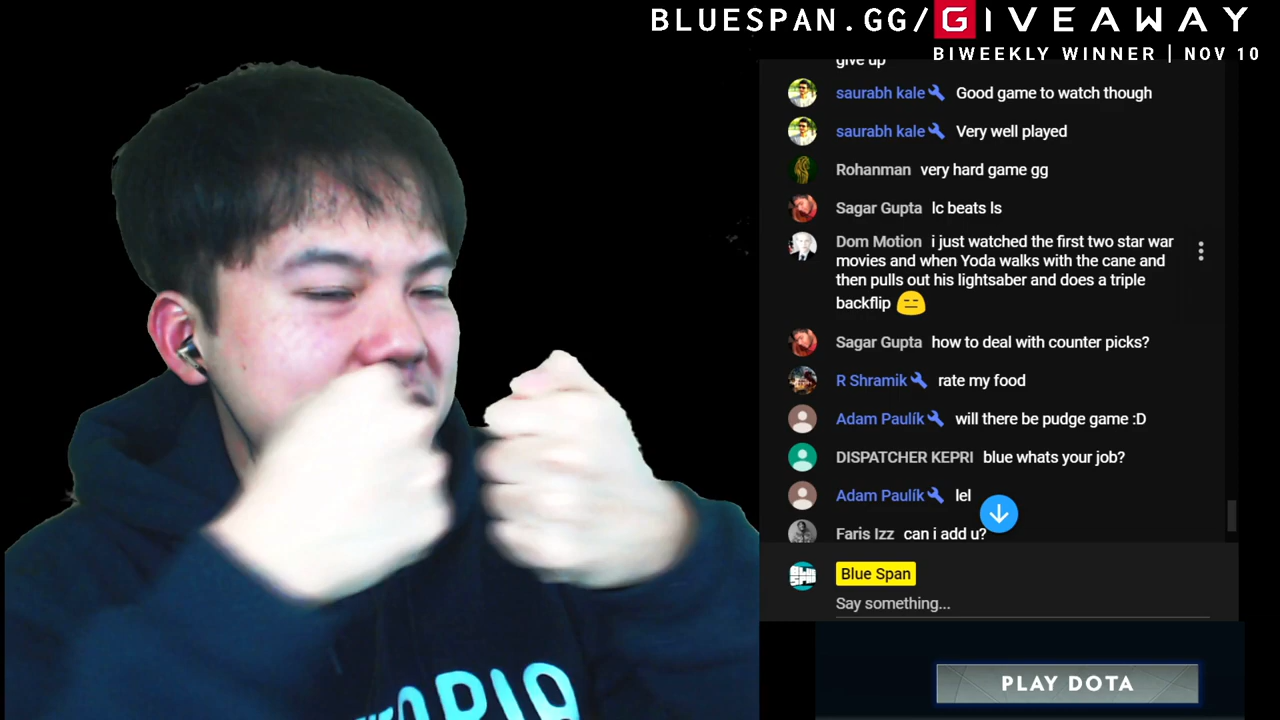 BLUESPAN.GG/GIVEAWAY
BIWEEKLY WINNER | NOV 10
give up
saurabh kale Good game to watch though
saurabh kale Very well played
Rohanman very hard game gg
Sagar Gupta lc beats ls
Dom Motion i just watched the first two star war
movies and when Yoda walks with the cane and
then pulls out his lightsaber and does a triple
backflip
Sagar Gupta how to deal with counter picks?
R Shramik rate my food
Adam Paulík will there be pudge game :D
DISPATCHER KEPRI blue whats your job?
Adam Paulík lel
Faris Izz can i add u?
Blue Span
Say something...
PLAY DOTA